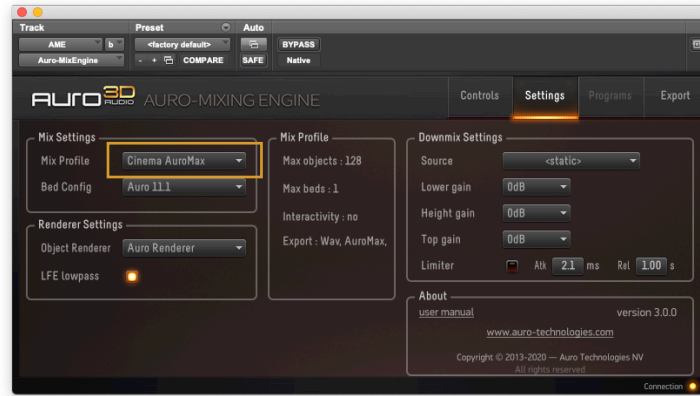 Track Preset Auto
AME b <factory default> BYPASS
Auro-MixEngine - + COMPARE SAFE Native
AURO 3D AUDIO AURO-MIXING ENGINE Controls Settings Programs Export
Mix Settings
Mix Profile Cinema AuroMax
Bed Config Auro 11.1
Renderer Settings
Object Renderer Auro Renderer
LFE lowpass
Mix Profile
Max objects : 128
Max beds : 1
Interactivity : no
Export : Wav, AuroMax,
Downmix Settings
Source <static>
Lower gain 0dB
Height gain 0dB
Top gain 0dB
Limiter Atk 2.1 ms Rel 1.00 s
About
user manual version 3.0.0
www.auro-technologies.com
Copyright © 2013-2020 — Auro Technologies NV
All rights reserved
Connection